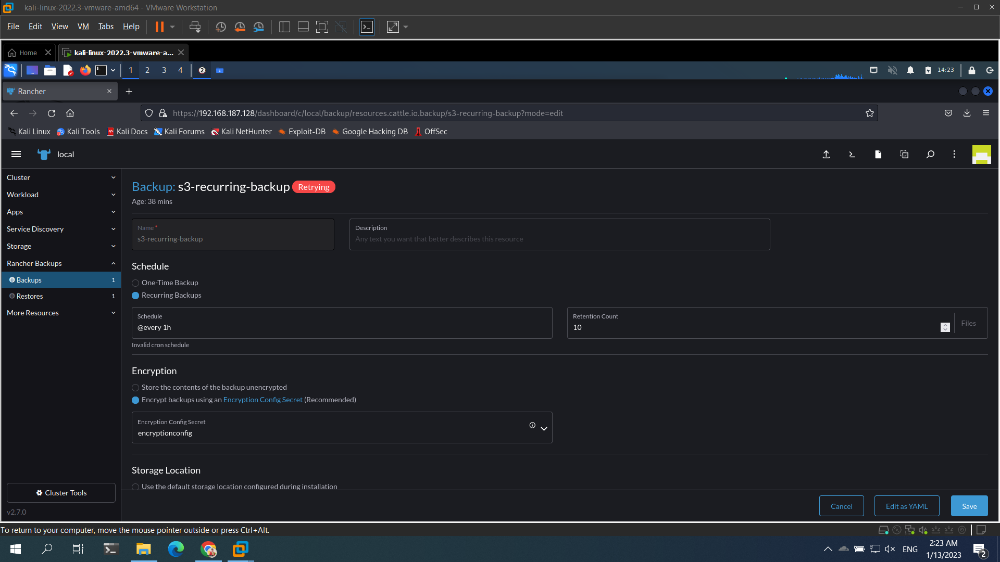 kali-linux-2022.3-vmware-amd64 - VMware Workstation
File Edit View VM Tabs Help
Home kali-linux-2022.3-vmware-a...
1 2 3 4 2 14:23
Rancher
https://192.168.187.128/dashboard/c/local/backup/resources.cattle.io.backup/s3-recurring-backup?mode=edit
Kali Linux Kali Tools Kali Docs Kali Forums Kali NetHunter Exploit-DB Google Hacking DB OffSec
local
Cluster
Workload
Apps
Service Discovery
Storage
Rancher Backups
Backups 1
Restores 1
More Resources
Cluster Tools
v2.7.0
Backup: s3-recurring-backup Retrying
Age: 38 mins
Name *
s3-recurring-backup
Description
Any text you want that better describes this resource
Schedule
One-Time Backup
Recurring Backups
Schedule
@every 1h
Retention Count
10
Files
Invalid cron schedule
Encryption
Store the contents of the backup unencrypted
Encrypt backups using an Encryption Config Secret (Recommended)
Encryption Config Secret
encryptionconfig
Storage Location
Use the default storage location configured during installation
Cancel Edit as YAML Save
To return to your computer, move the mouse pointer outside or press Ctrl+Alt.
ENG
2:23 AM
1/13/2023
2